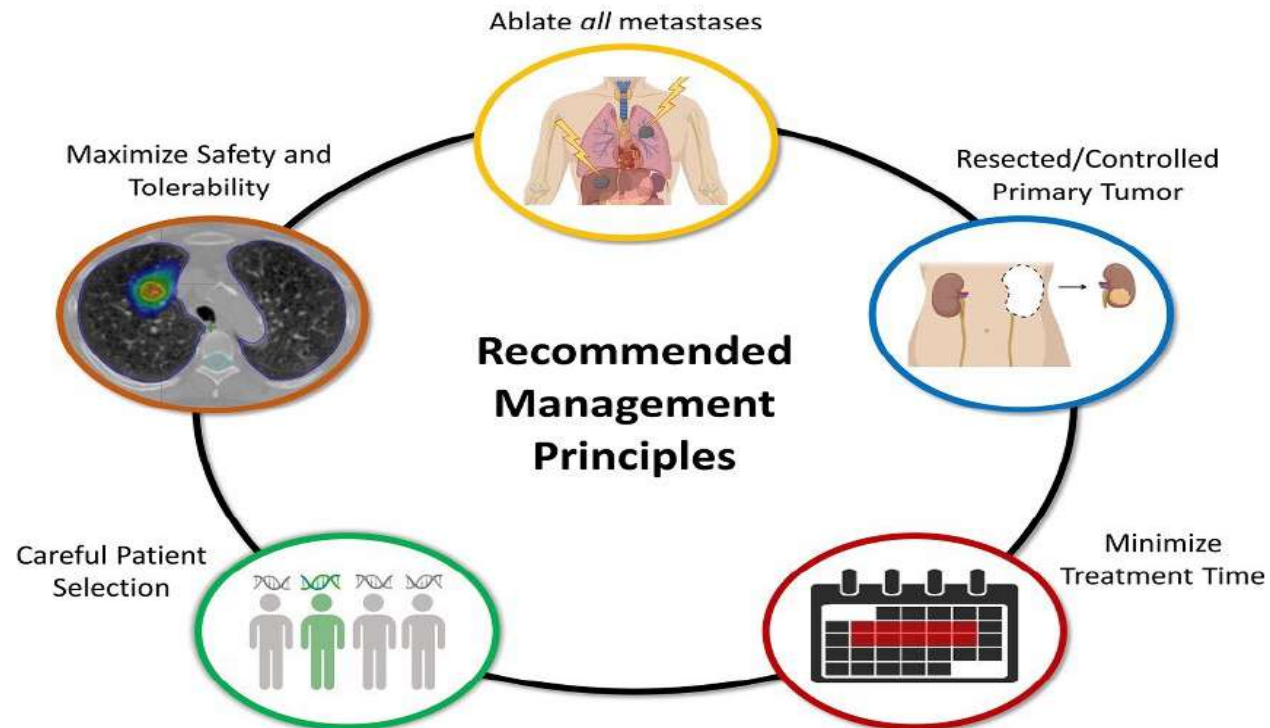 Ablate all metastases
Maximize Safety and
Tolerability
Resected/Controlled
Primary Tumor
Recommended
Management
Principles
Careful Patient
Selection
Minimize
Treatment Time